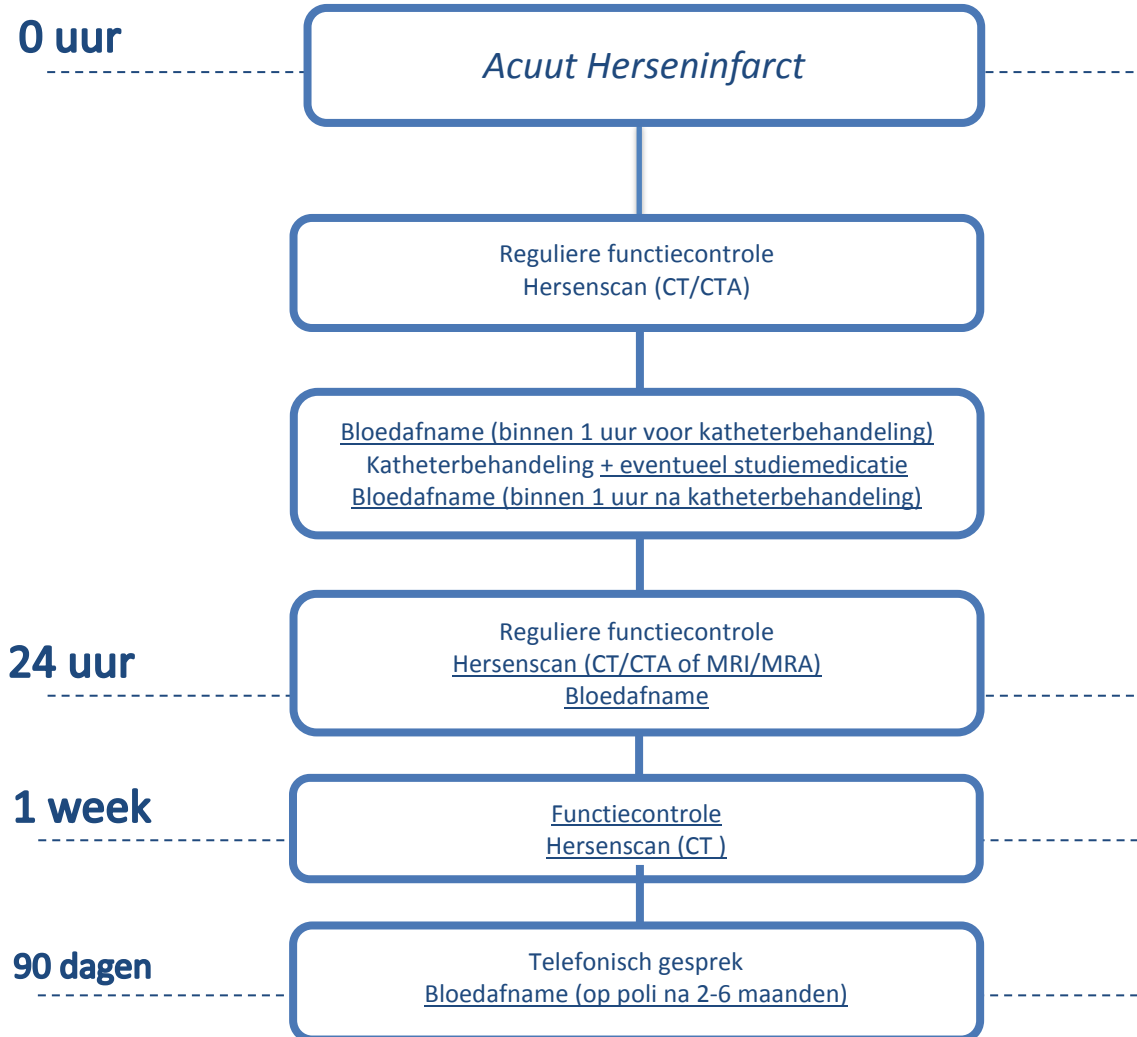 0 uur
Acuut Herseninfarct
Reguliere functiecontrole
Hersenscan (CT/CTA)
Bloedafname (binnen 1 uur voor katheterbehandeling)
Katheterbehandeling + eventueel studiemedicatie
Bloedafname (binnen 1 uur na katheterbehandeling)
24 uur
Reguliere functiecontrole
Hersenscan (CT/CTA of MRI/MRA)
Bloedafname
1 week
Functiecontrole
Hersenscan (CT )
90 dagen
Telefonisch gesprek
Bloedafname (op poli na 2-6 maanden)